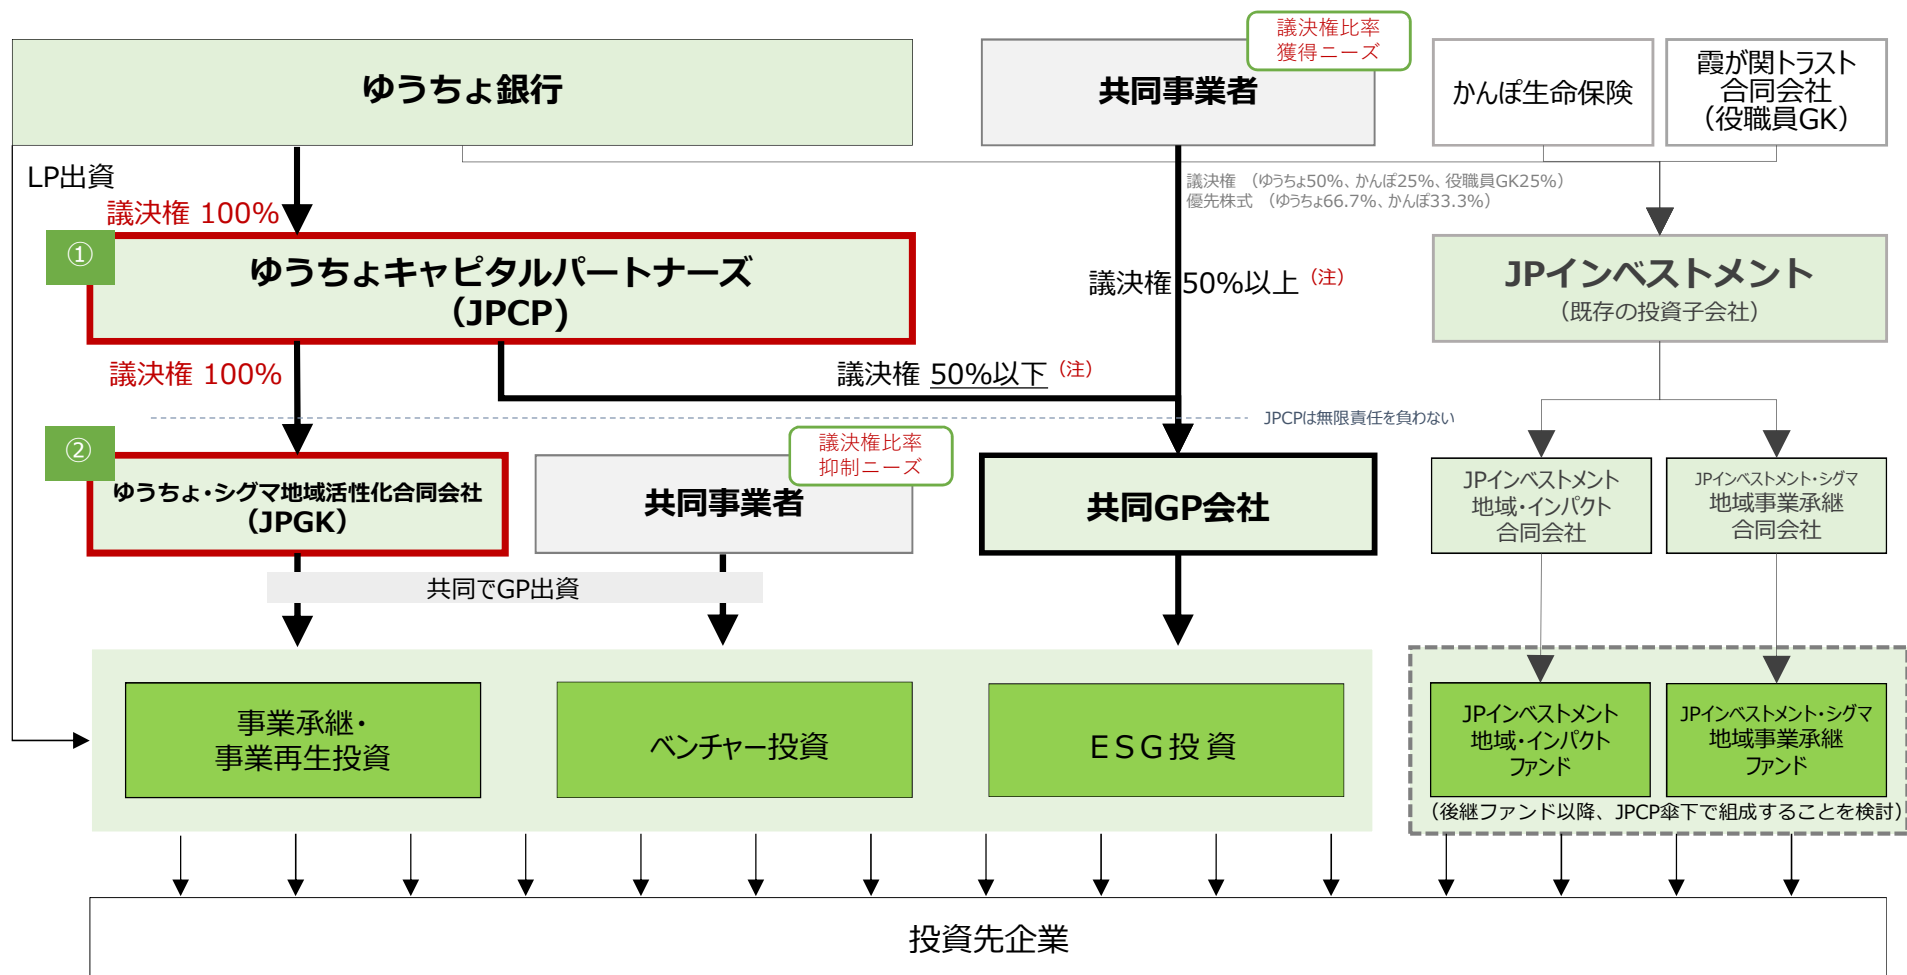 議決権比率
獲得ニーズ
ゆうちょ銀行
共同事業者
かんぽ生命保険
霞が関トラスト
合同会社
（役職員GK）
LP出資
議決権 （ゆうちょ50%、かんぽ25%、役職員GK25%）
優先株式 （ゆうちょ66.7%、かんぽ33.3%）
議決権 100%
①
ゆうちょキャピタルパートナーズ
（JPCP)
議決権 50%以上（注）
JPインベストメント
（既存の投資子会社）
議決権 100%
議決権 50%以下（注）
JPCPは無限責任を負わない
②
ゆうちょ・シグマ地域活性化合同会社
（JPGK）
議決権比率
抑制ニーズ
共同事業者
共同GP会社
JPインベストメント
地域・インパクト
合同会社
JPインベストメント・シグマ
地域事業承継
合同会社
共同でGP出資
事業承継・
事業再生投資
ベンチャー投資
ESG投資
JPインベストメント
地域・インパクト
ファンド
JPインベストメント・シグマ
地域事業承継
ファンド
（後継ファンド以降、JPCP傘下で組成することを検討）
投資先企業